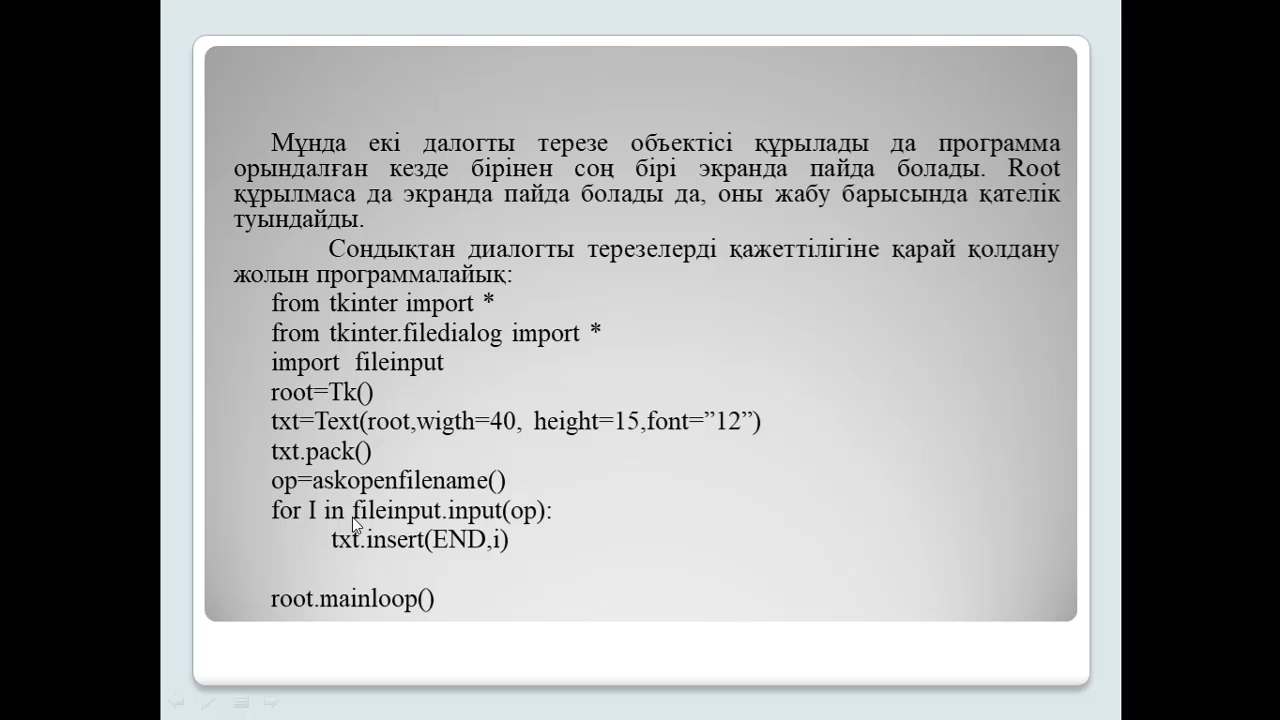 Мұнда екі далогты терезе объектісі құрылады да программа
орындалған кезде бірінен соң бірі экранда пайда болады. Root
құрылмаса да экранда пайда болады да, оны жабу барысында қателік
туындайды.
Сондықтан диалогты терезелерді қажеттілігіне қарай қолдану
жолын программалайық:
from tkinter import *
from tkinter.filedialog import *
import fileinput
root=Tk()
txt=Text(root,wigth=40, height=15,font=”12”)
txt.pack()
op=askopenfilename()
for I in fileinput.input(op):
txt.insert(END,i)
root.mainloop()